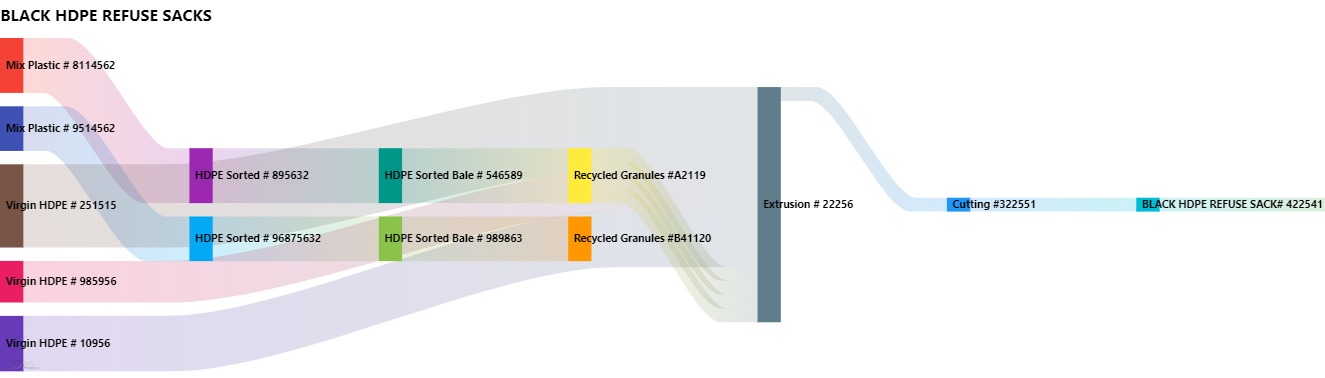 BLACK HDPE REFUSE SACKS
Mix Plastic # 8114562
Mix Plastic # 9514562
Virgin HDPE # 251515
Virgin HDPE # 985956
Virgin HDPE # 10956
HDPE Sorted # 895632
HDPE Sorted # 96875632
HDPE Sorted Bale # 546589
HDPE Sorted Bale # 989863
Recycled Granules #A2119
Recycled Granules #B41120
Extrusion # 22256
Cutting #322551
BLACK HDPE REFUSE SACK# 422541